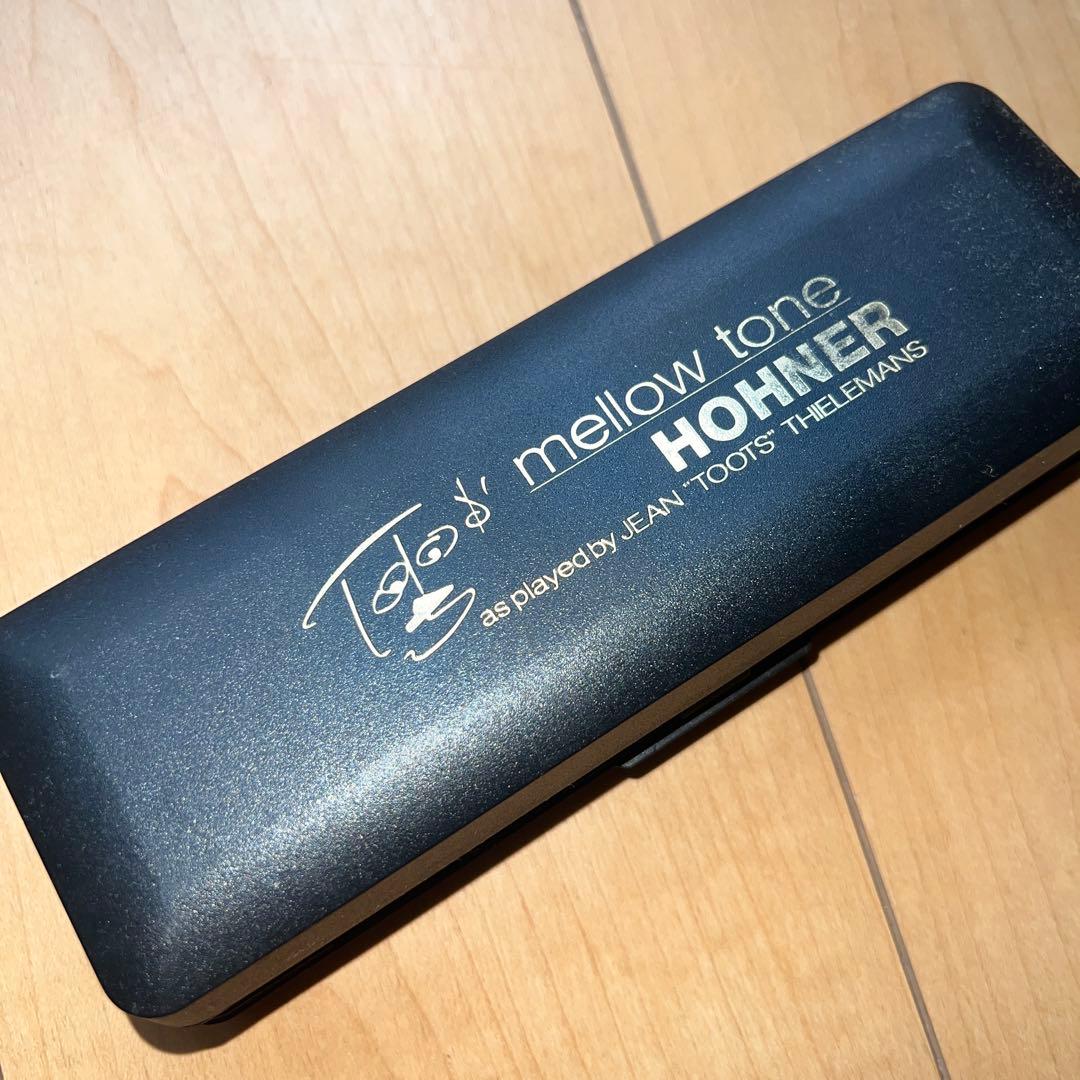 Toots'
mellow tone
HOHNER
as played by JEAN "TOOTS" THIELEMANS